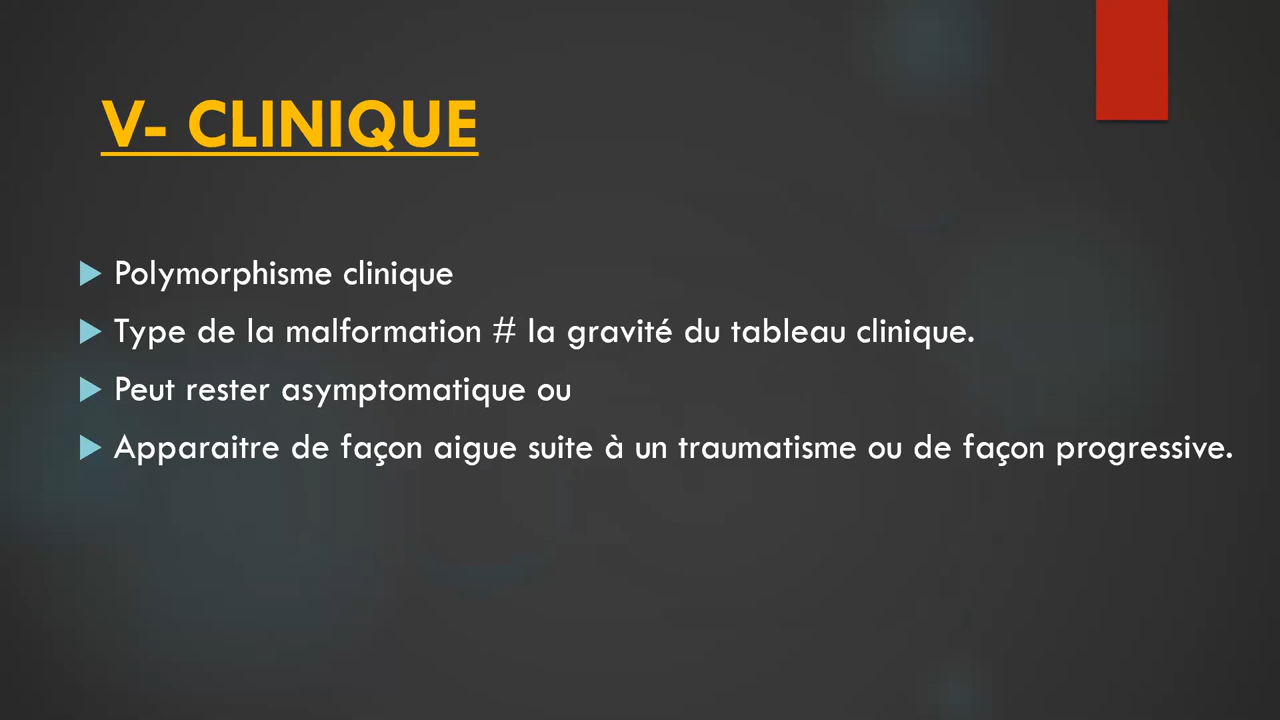 V- CLINIQUE
Polymorphisme clinique
Type de la malformation # la gravité du tableau clinique.
Peut rester asymptomatique ou
Apparaitre de façon aigue suite à un traumatisme ou de façon progressive.